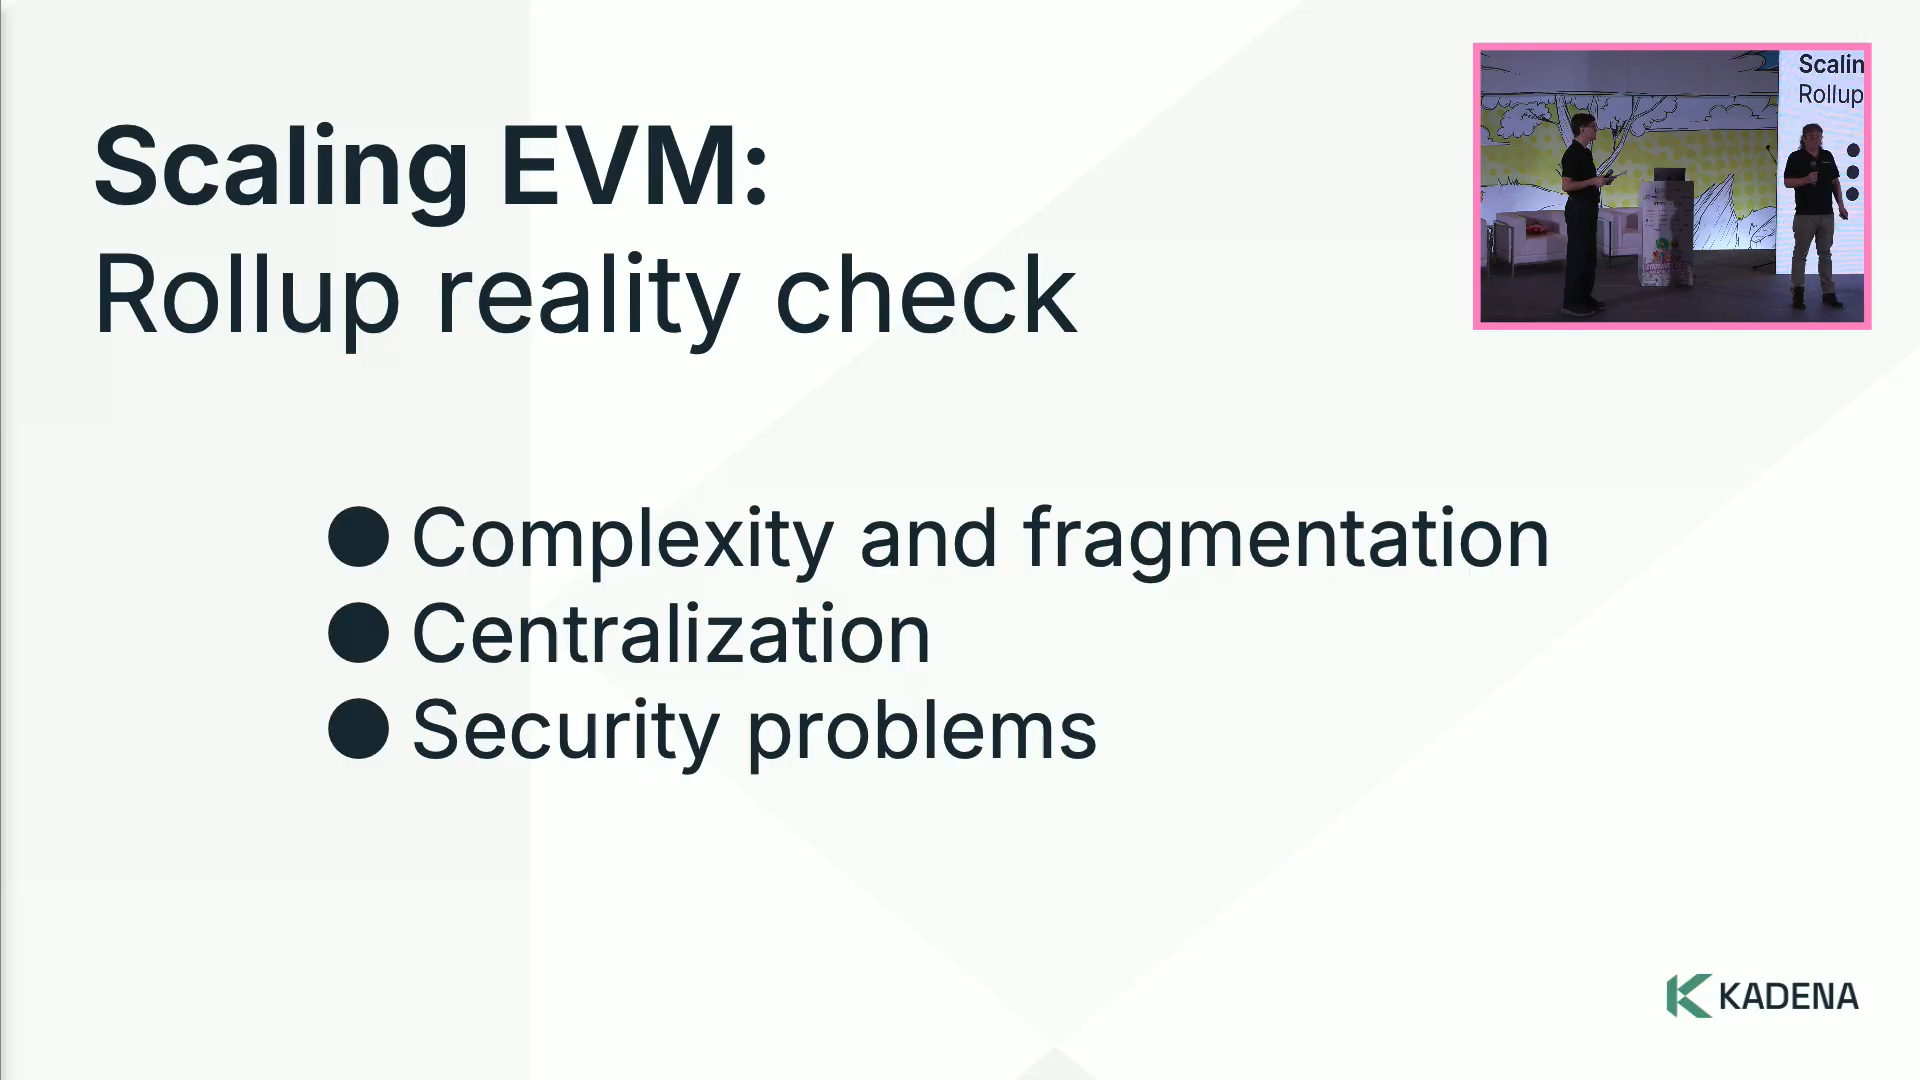 Scaling EVM:
Rollup reality check
Scalin
Rollup
● Complexity and fragmentation
● Centralization
● Security problems
KADENA